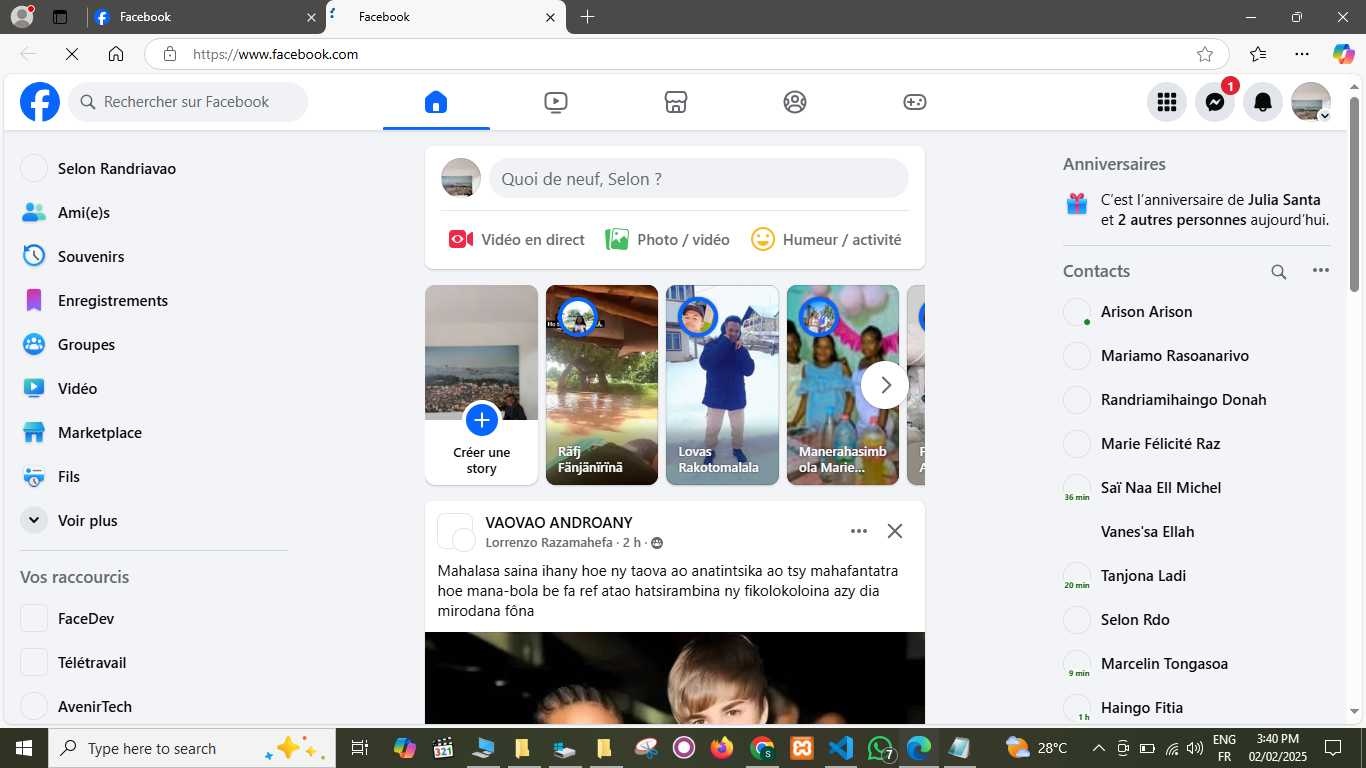 Facebook
Facebook
https://www.facebook.com
Rechercher sur Facebook
1
Selon Randriavao
Ami(e)s
Souvenirs
Enregistrements
Groupes
Vidéo
Marketplace
Fils
Voir plus
Vos raccourcis
FaceDev
Télétravail
AvenirTech
Quoi de neuf, Selon ?
Vidéo en direct
Photo / vidéo
Humeur / activité
Créer une
story
Räfj
Fänjänïrïnä
Lovas
Rakotomalala
Manerahasimb
ola Marie...
VAOVAO ANDROANY
Lorrenzo Razamahefa · 2 h ·
Mahalasa saina ihany hoe ny taova ao anatintsika ao tsy mahafantatra
hoe mana-bola be fa ref atao hatsirambina ny fikolokoloina azy dia
mirodana fôna
Anniversaires
C’est l’anniversaire de Julia Santa
et 2 autres personnes aujourd’hui.
Contacts
Arison Arison
Mariamo Rasoanarivo
Randriamihaingo Donah
Marie Félicité Raz
36 min
Saï Naa Ell Michel
Vanes'sa Ellah
20 min
Tanjona Ladi
Selon Rdo
9 min
Marcelin Tongasoa
1 h
Haingo Fitia
Type here to search
321
7
28°C
ENG
FR
3:40 PM
02/02/2025